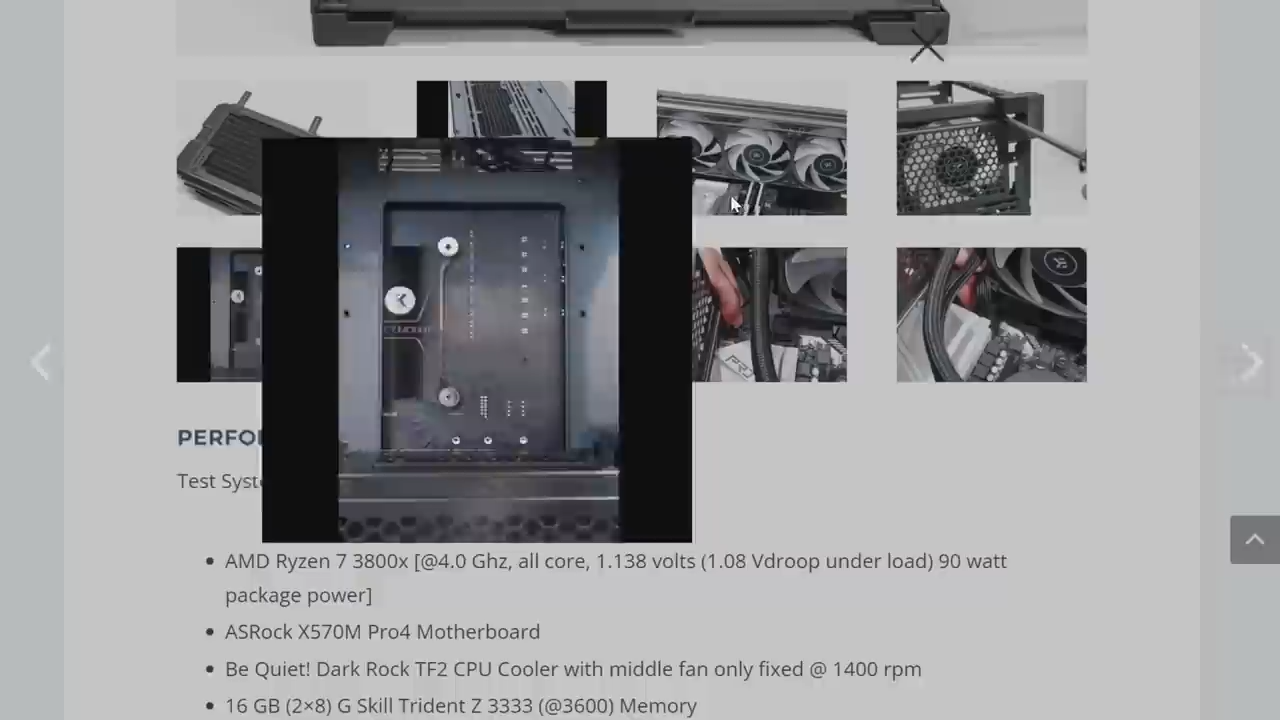 PRO
PERFO
Test Syst
AMD Ryzen 7 3800x [@4.0 Ghz, all core, 1.138 volts (1.08 Vdroop under load) 90 watt
package power]
ASRock X570M Pro4 Motherboard
Be Quiet! Dark Rock TF2 CPU Cooler with middle fan only fixed @ 1400 rpm
16 GB (2×8) G Skill Trident Z 3333 (@3600) Memory